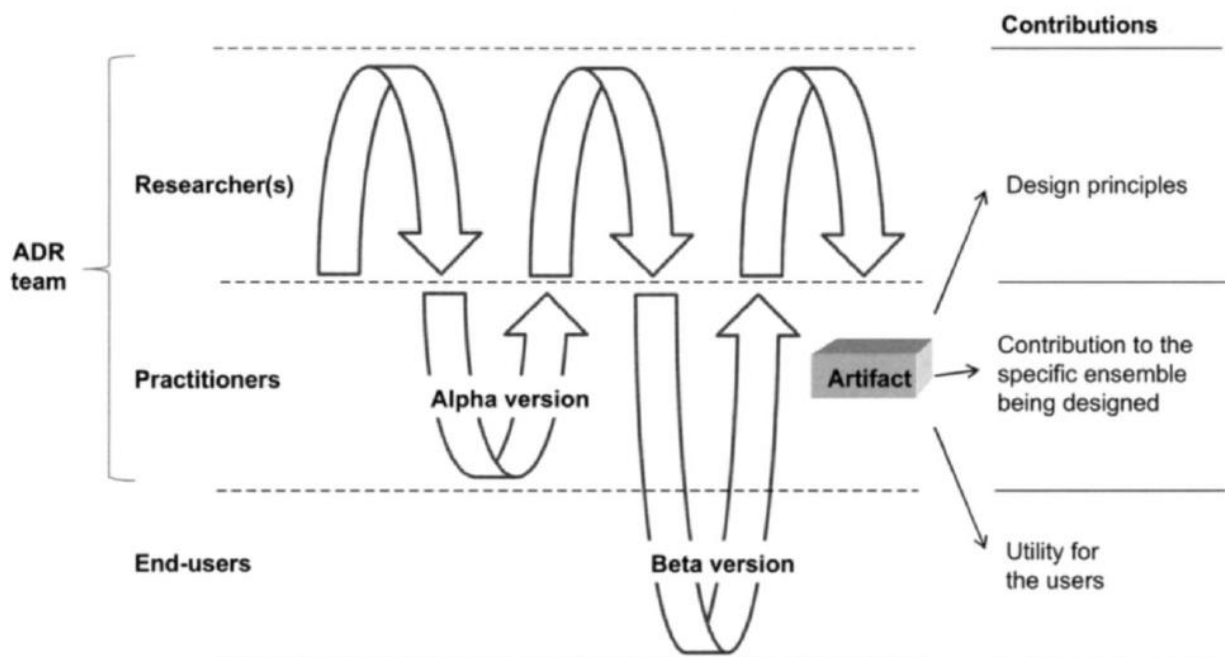 Contributions
Researcher(s)
Design principles
ADR
team
Practitioners
Alpha version
Artifact
Contribution to the
specific ensemble
being designed
End-users
Beta version
Utility for
the users